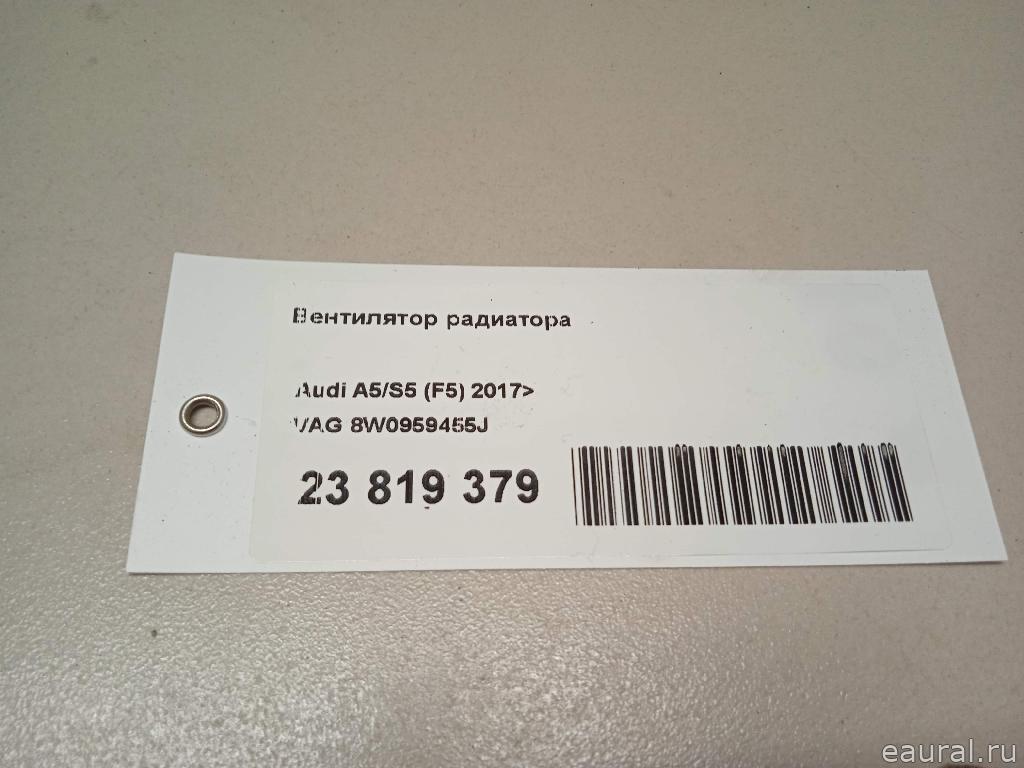 Вентилятор радиатора
Audi A5/S5 (F5) 2017>
VAG 8W0959455J
23 819 379
eaural.ru